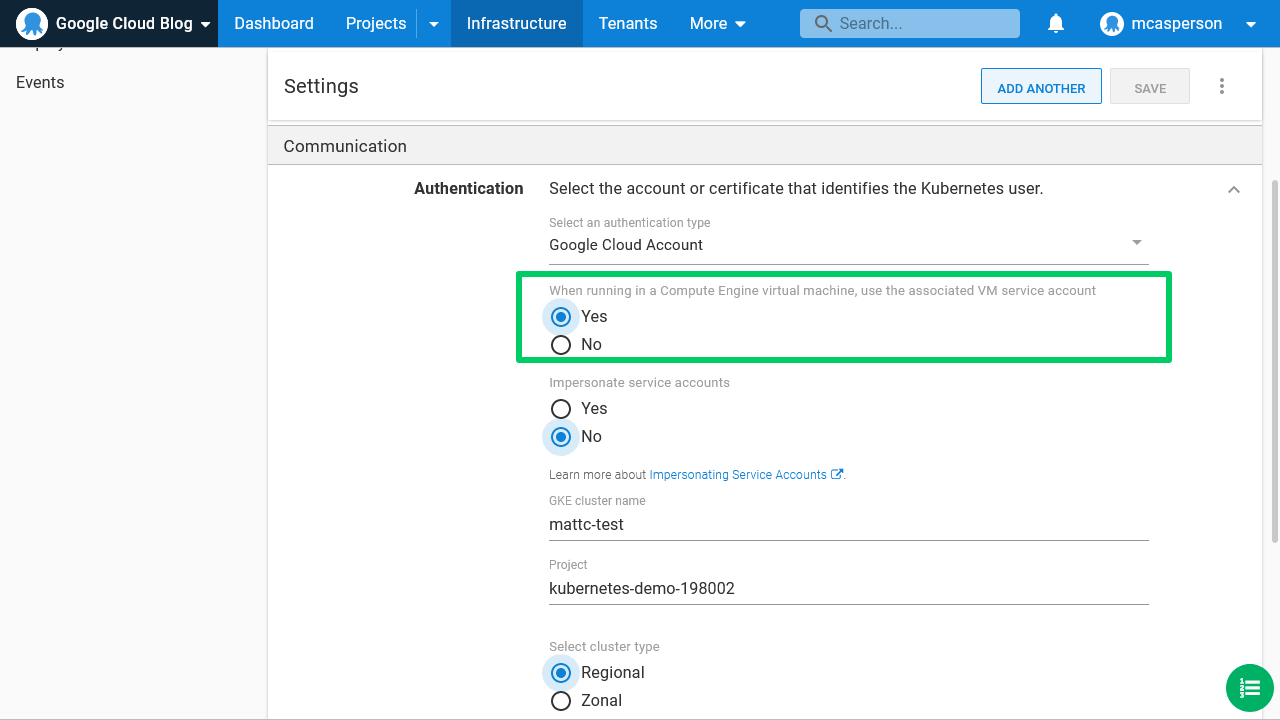 Google Cloud Blog
Dashboard
Projects
Infrastructure
Tenants
More
Search...
mcasperson
Events
Settings
ADD ANOTHER
SAVE
Communication
Authentication
Select the account or certificate that identifies the Kubernetes user.
Select an authentication type
Google Cloud Account
When running in a Compute Engine virtual machine, use the associated VM service account
Yes
No
Impersonate service accounts
Yes
No
Learn more about Impersonating Service Accounts.
GKE cluster name
mattc-test
Project
kubernetes-demo-198002
Select cluster type
Regional
Zonal